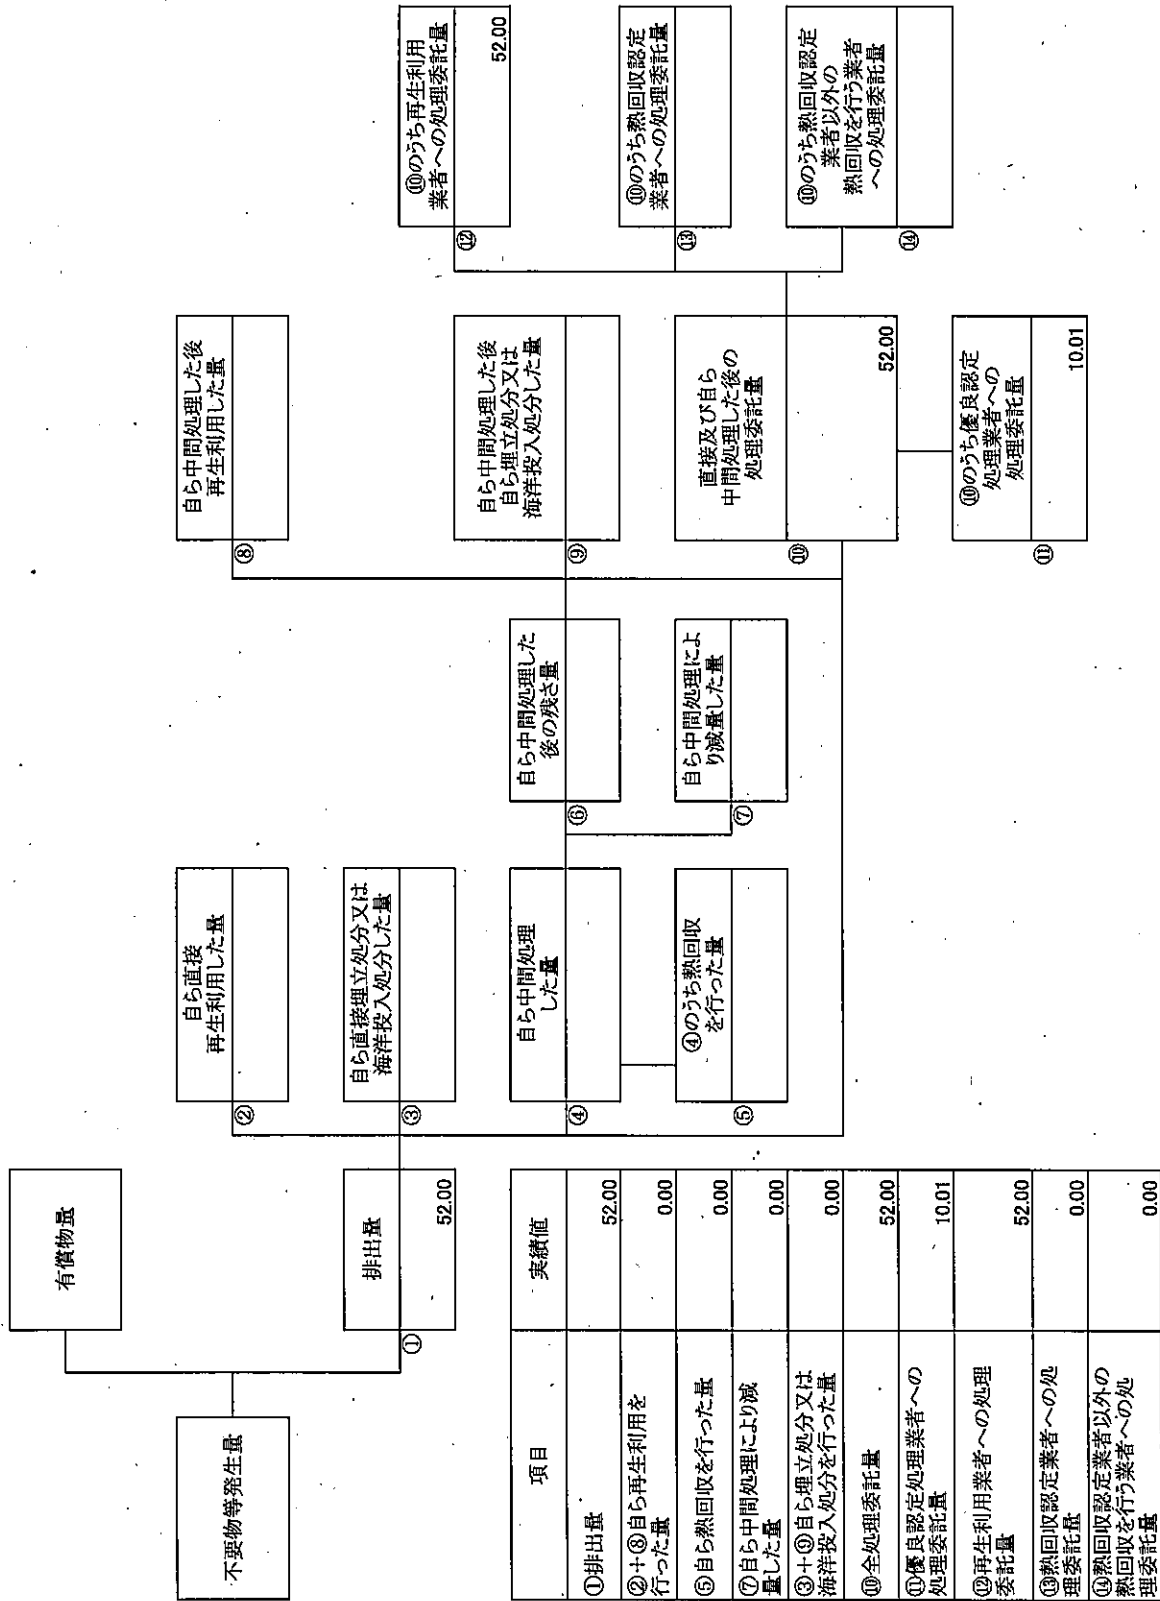 不要物等発生量
有償物量
排出量
①
52.00
自ら直接
再生利用した量
②
自ら直接埋立処分又は
海洋投入処分した量
③
自ら中間処理
した量
④
④のうち熱回収
を行った量
⑤
自ら中間処理した
後の残さ量
⑥
自ら中間処理によ
り減量した量
⑦
自ら中間処理した後
再生利用した量
⑧
自ら中間処理した後
自ら埋立処分又は
海洋投入処分した量
⑨
直接及び自ら
中間処理した後の
処理委託量
⑩
52.00
⑩のうち優良認定
処理業者への
処理委託量
⑪
10.01
⑩のうち再生利用
業者への処理委託量
⑫
52.00
⑩のうち熱回収認定
業者への処理委託量
⑬
⑩のうち熱回収認定
業者以外の
熱回収を行う業者
への処理委託量
⑭
項目
実績値
①排出量
52.00
②+⑧自ら再生利用を
行った量
0.00
⑤自ら熱回収を行った量
0.00
⑦自ら中間処理により減
量した量
0.00
③+⑨自ら埋立処分又は
海洋投入処分を行った量
0.00
⑩全処理委託量
52.00
⑪優良認定処理業者への
処理委託量
10.01
⑫再生利用業者への処理
委託量
52.00
⑬熱回収認定業者への処
理委託量
0.00
⑭熱回収認定業者以外の
熱回収を行う業者への処
理委託量
0.00